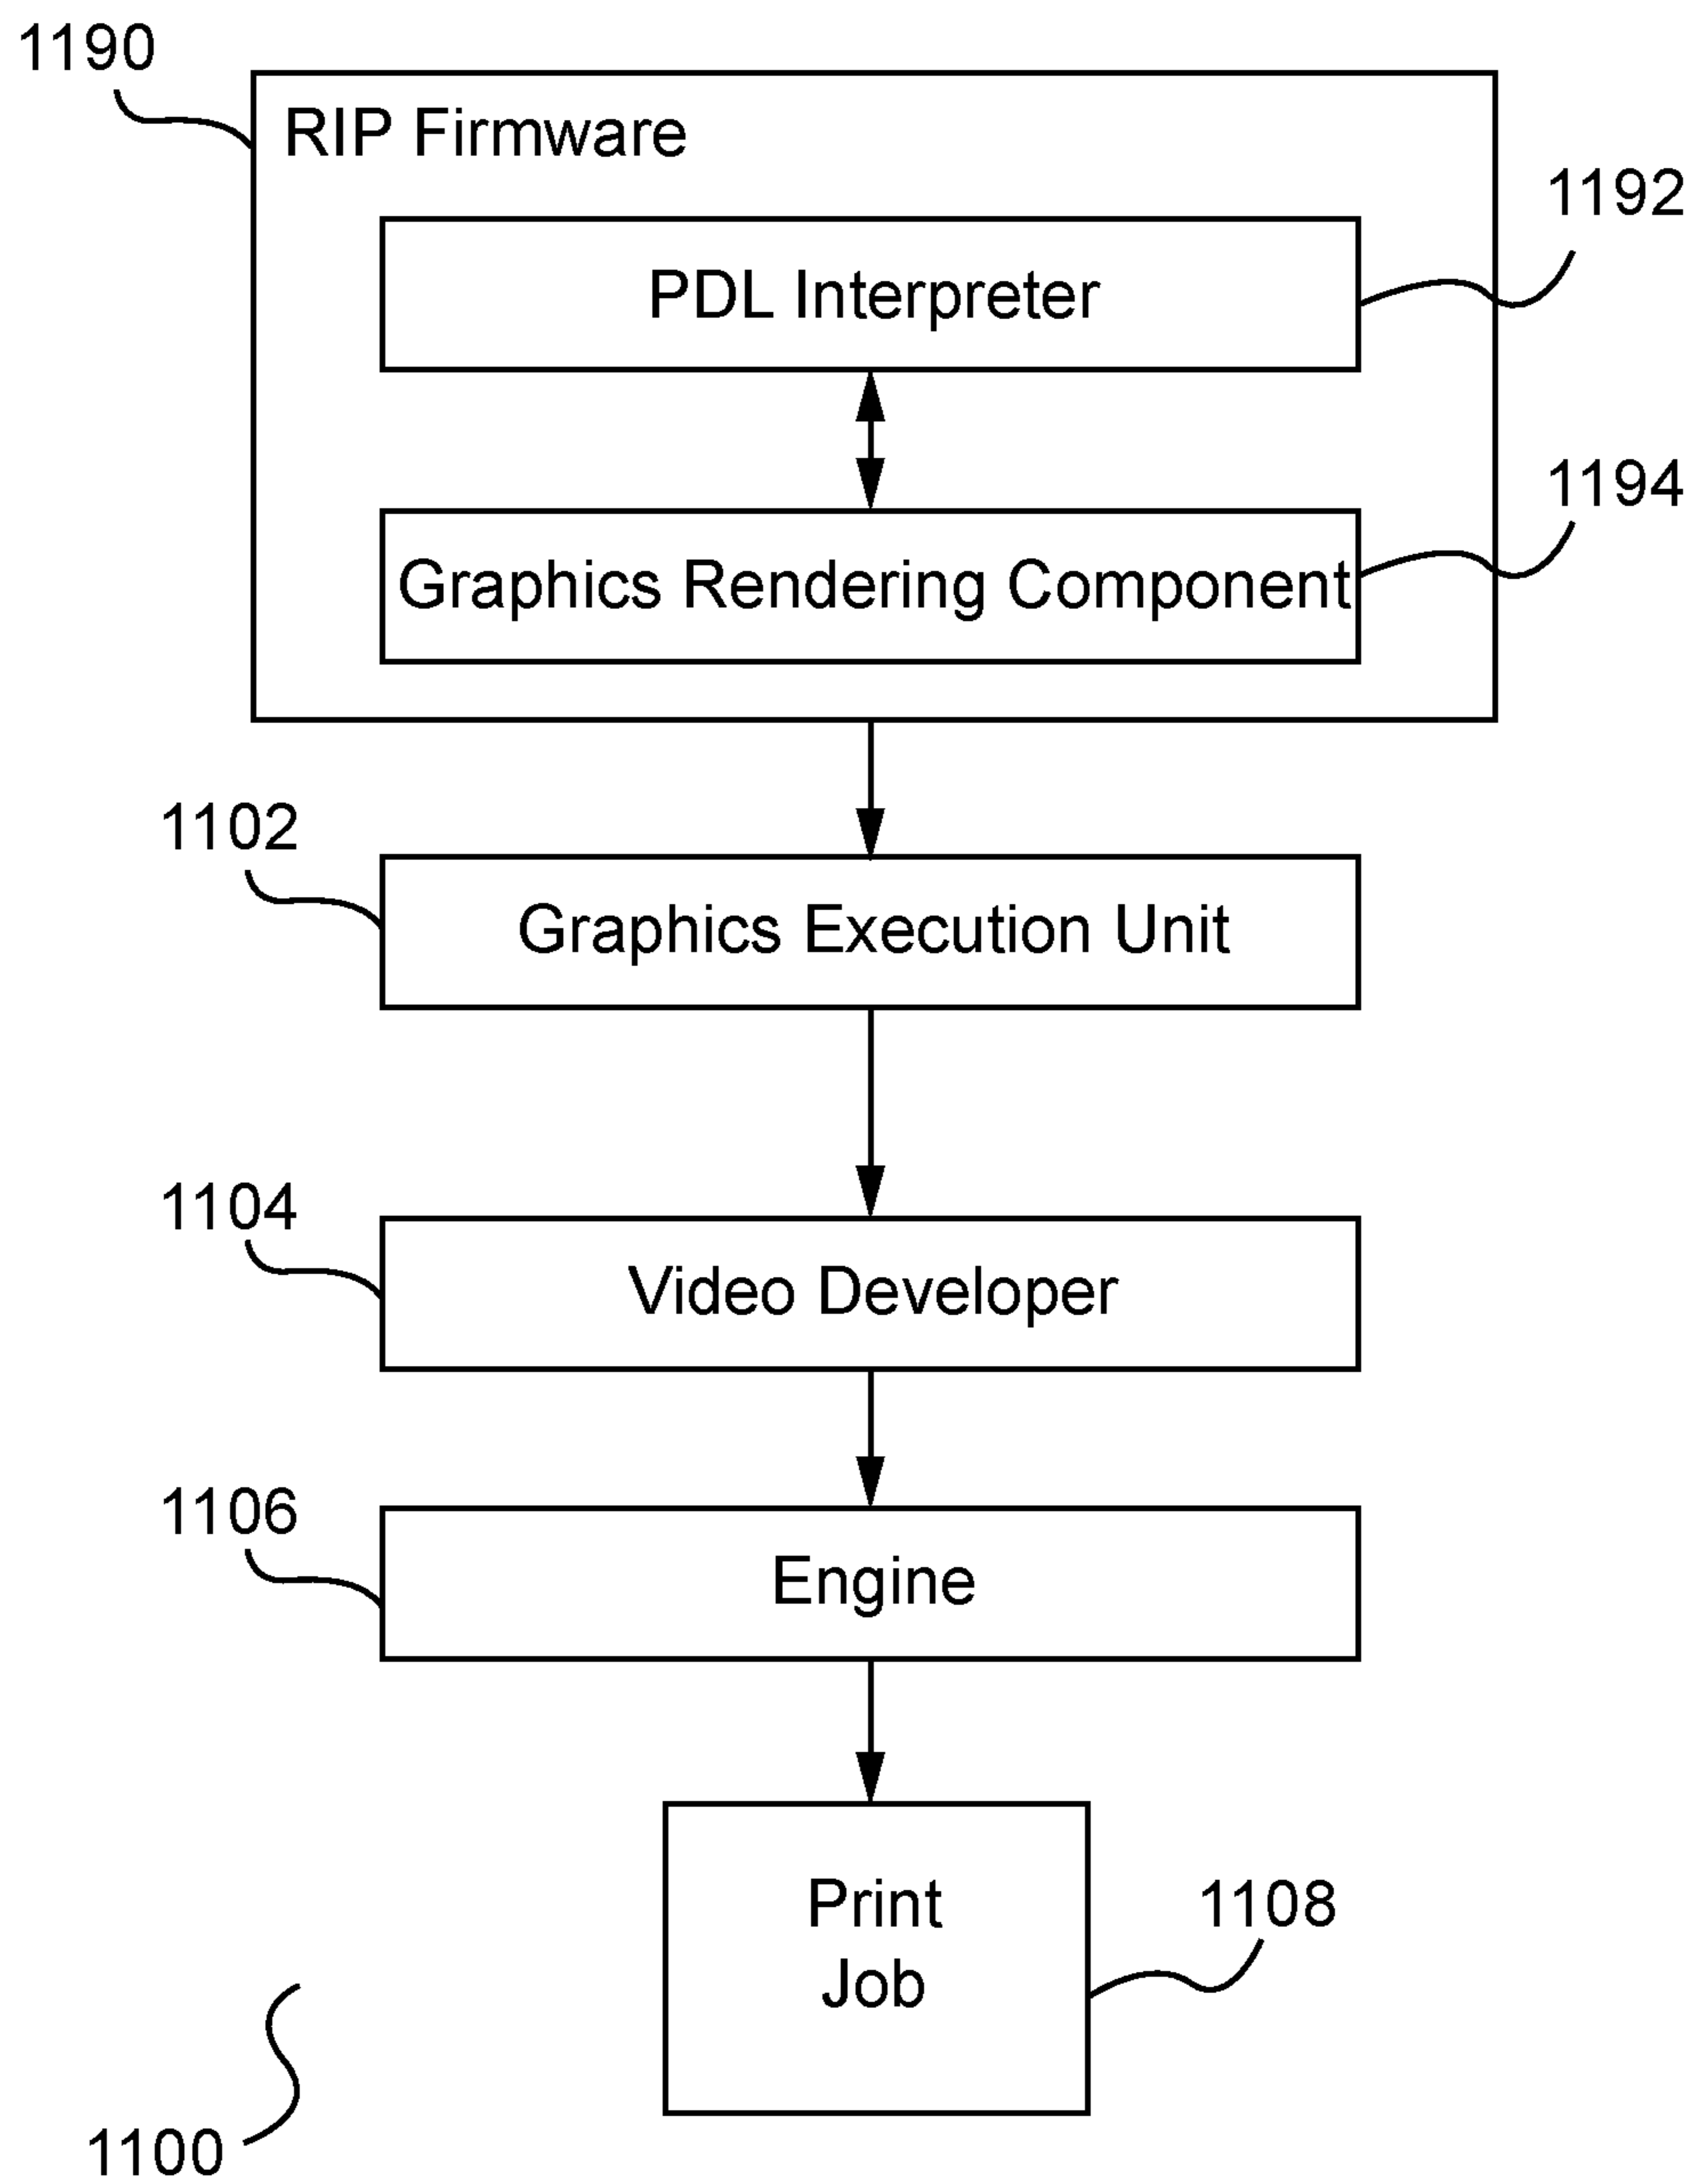 1190
RIP Firmware
1192
PDL Interpreter
1194
Graphics Rendering Component
1102
Graphics Execution Unit
1104
Video Developer
1106
Engine
Print
Job
1108
1100